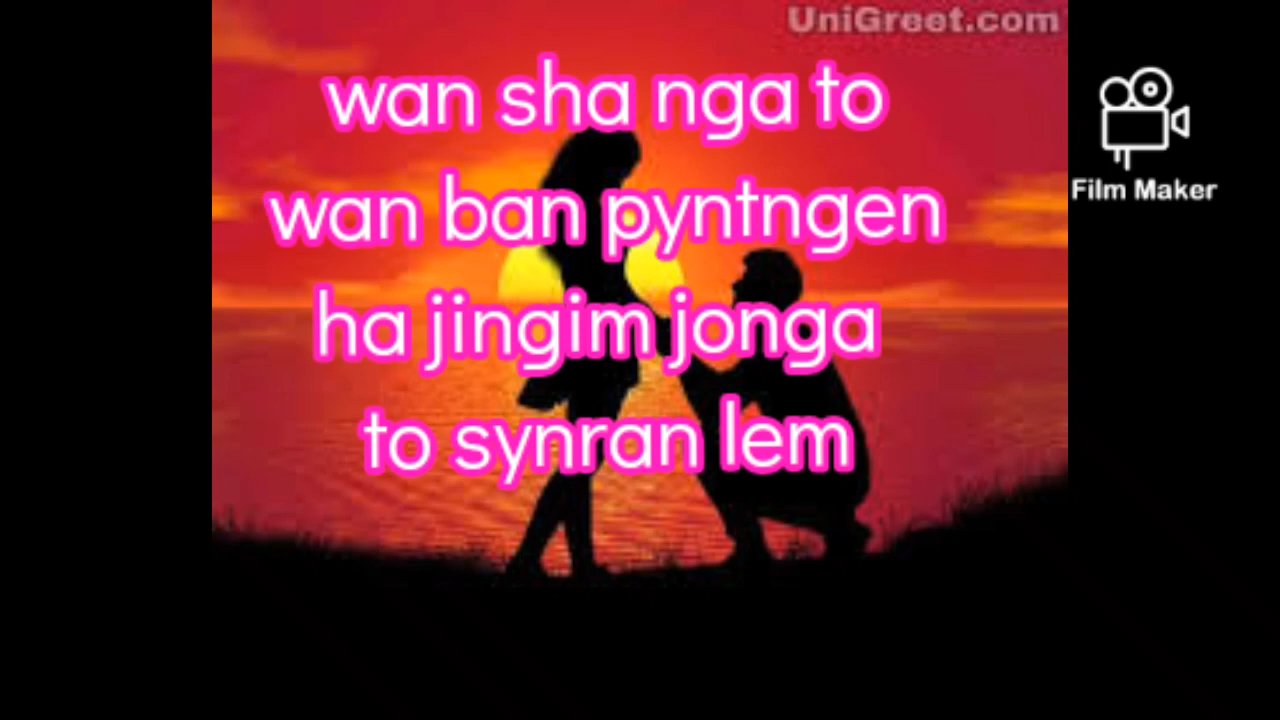 UniGreet.com
wan sha nga to
wan ban pyntngen
ha jingim jonga
to synran lem
Film Maker